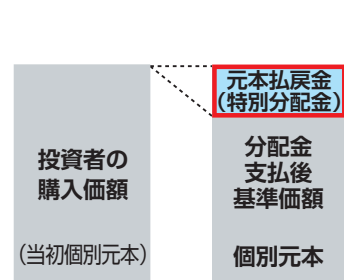 投資者の
購入価額
（当初個別元本）
元本払戻金
（特別分配金）
分配金
支払後
基準価額
個別元本